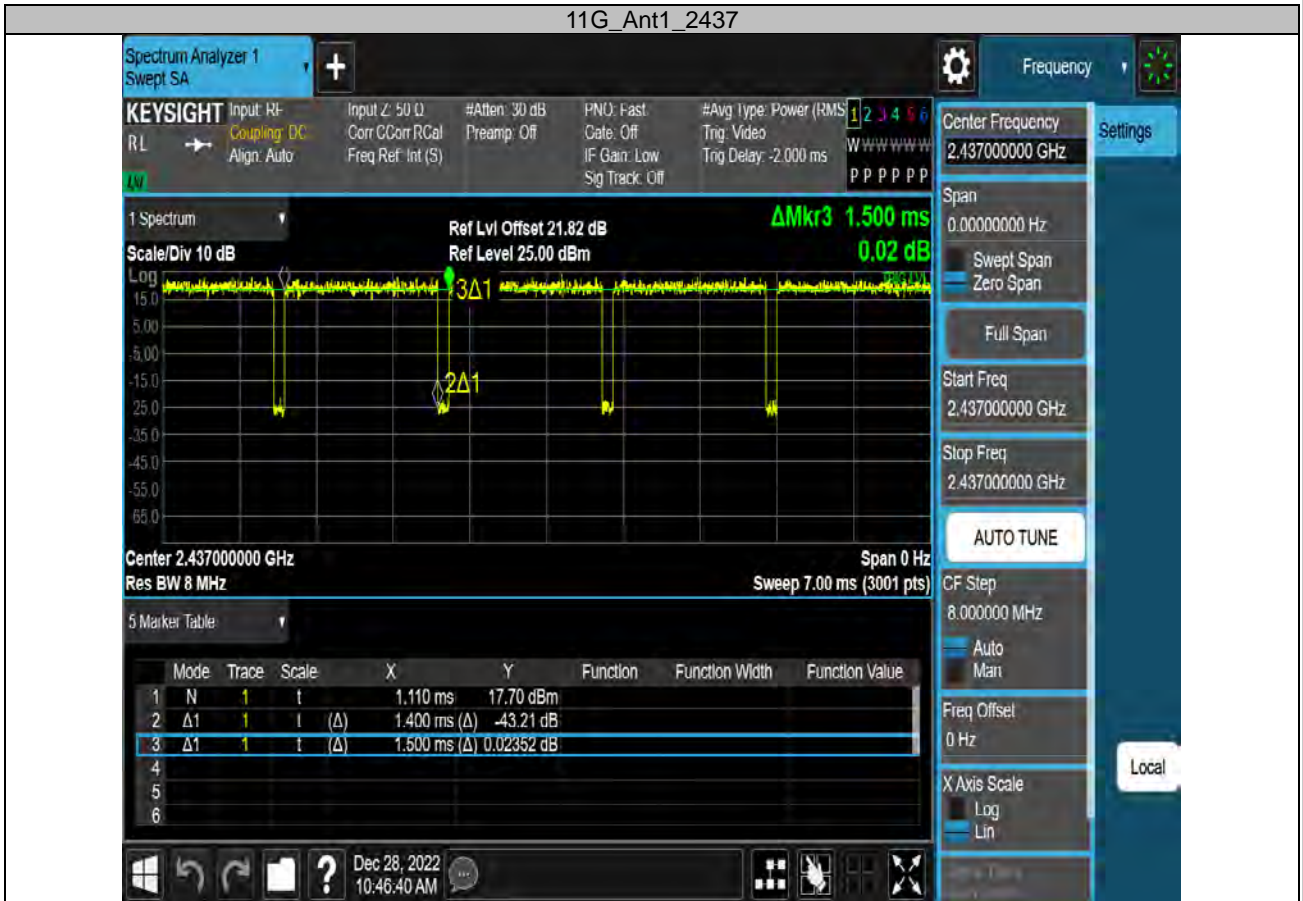 11G_Ant1_2437
Spectrum Analyzer 1
Swept SA
+
Frequency
KEYSIGHT
RL
Input: RF
Coupling: DC
Align: Auto
Input Z: 50 Ω
Corr CCorr RCal
Freq Ref: Int (S)
#Atten: 30 dB
Preamp: Off
PNO: Fast
Gate: Off
IF Gain: Low
Sig Track: Off
#Avg Type: Power (RMS
Trig: Video
Trig Delay: -2.000 ms
1 2 3 4 5 6
W W W W W W
P P P P P P
1 Spectrum
Scale/Div 10 dB
Ref Lvl Offset 21.82 dB
Ref Level 25.00 dBm
ΔMkr3 1.500 ms
0.02 dB
Log
15.0
5.00
-5.00
-15.0
-25.0
-35.0
-45.0
-55.0
-65.0
3Δ1
2Δ1
Center 2.437000000 GHz
Res BW 8 MHz
Span 0 Hz
Sweep 7.00 ms (3001 pts)
5 Marker Table
Mode Trace Scale X Y Function Function Width Function Value
1 N 1 t 1.110 ms 17.70 dBm
2 Δ1 1 t (Δ) 1.400 ms (Δ) -43.21 dB
3 Δ1 1 t (Δ) 1.500 ms (Δ) 0.02352 dB
4
5
6
Dec 28, 2022
10:46:40 AM
Center Frequency
2.437000000 GHz
Span
0.00000000 Hz
Swept Span
Zero Span
Full Span
Start Freq
2.437000000 GHz
Stop Freq
2.437000000 GHz
AUTO TUNE
CF Step
8.000000 MHz
Auto
Man
Freq Offset
0 Hz
X Axis Scale
Log
Lin
Settings
Local